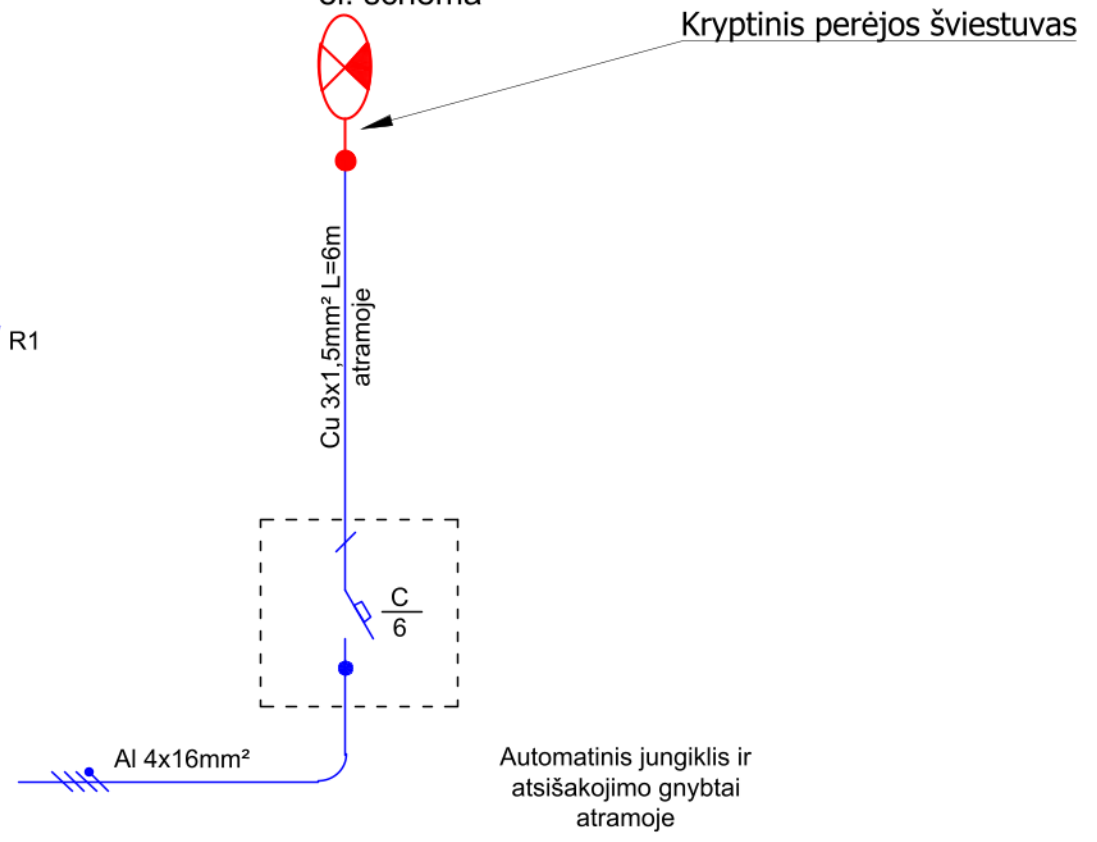 Kryptinis perėjos šviestuvas
Cu 3x1,5mm² L=6m
atramoje
R1
C
6
Al 4x16mm²
Automatinis jungiklis ir
atsišakojimo gnybtai
atramoje